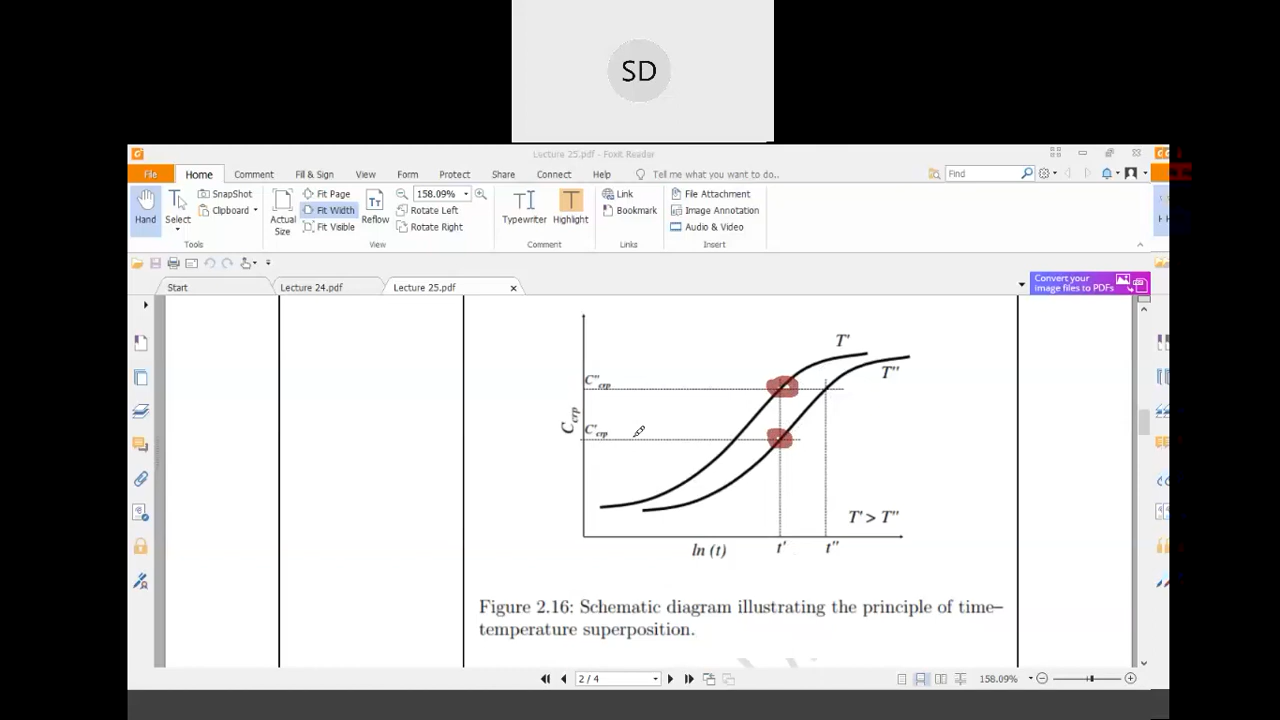 SD
Lecture 25.pdf - Foxit Reader
File Home Comment Fill & Sign View Form Protect Share Connect Help Tell me what you want to do.. Find
SnapShot Fit Page 158.09% Link File Attachment
Clipboard Fit Width Rotate Left Bookmark Image Annotation
Hand Select Actual Size Reflow Fit Visible Rotate Right Typewriter Highlight Audio & Video
Tools View Comment Links Insert
Start Lecture 24.pdf Lecture 25.pdf
Convert your
image files to PDFs
T'
T''
C''crp
C'crp
Ccrp
T' > T''
ln (t) t' t''
Figure 2.16: Schematic diagram illustrating the principle of time–
temperature superposition.
2 / 4 158.09%